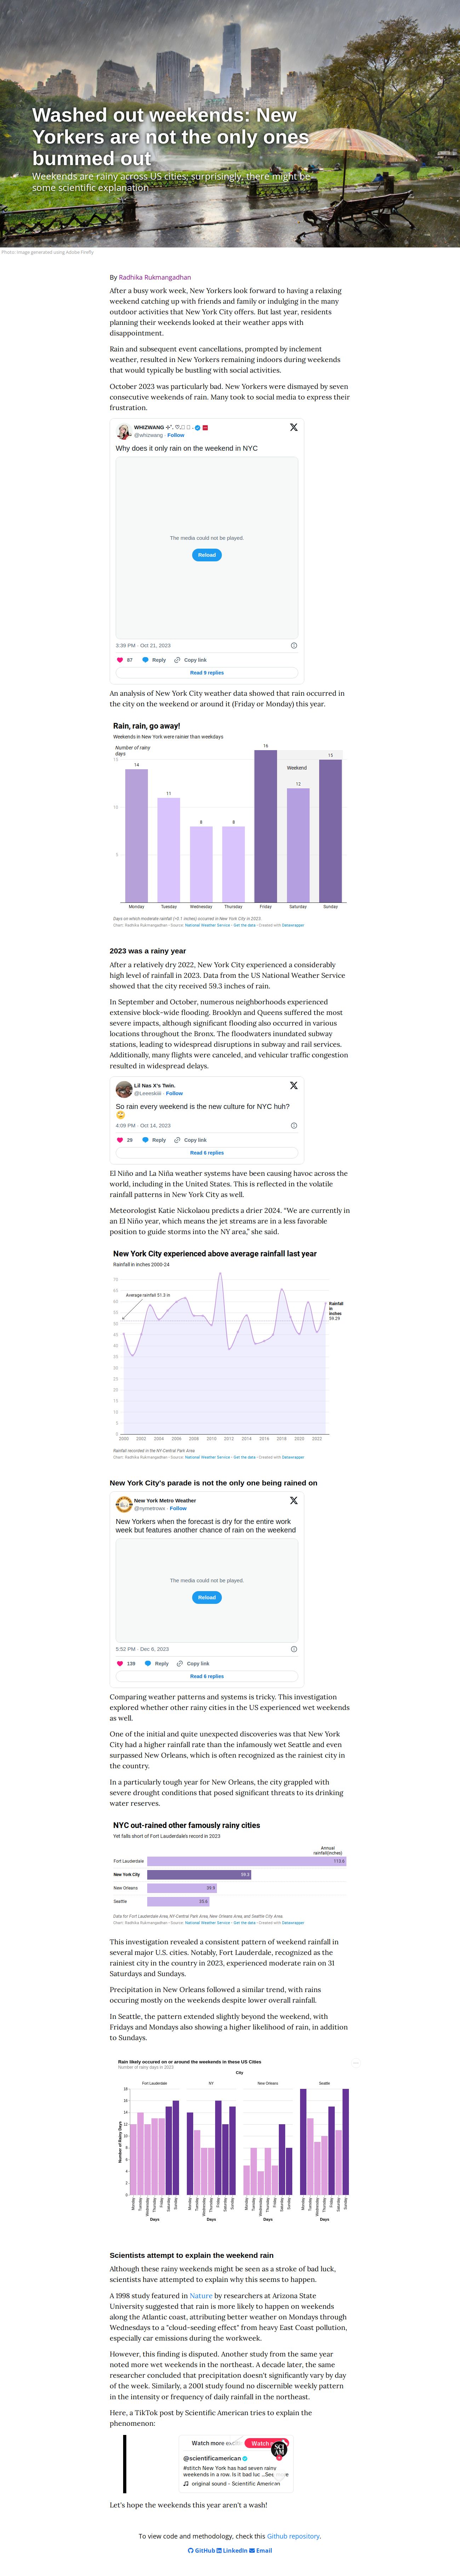 Washed out weekends: New
Yorkers are not the only ones
bummed out
Weekends are rainy across US cities; surprisingly, there might be
some scientific explanation
Photo: Image generated using Adobe Firefly
By Radhika Rukmangadhan
After a busy work week, New Yorkers look forward to having a relaxing
weekend catching up with friends and family or indulging in the many
outdoor activities that New York City offers. But last year, residents
planning their weekends looked at their weather apps with
disappointment.
Rain and subsequent event cancellations, prompted by inclement
weather, resulted in New Yorkers remaining indoors during weekends
that would typically be bustling with social activities.
October 2023 was particularly bad. New Yorkers were dismayed by seven
consecutive weekends of rain. Many took to social media to express their
frustration.
WHIZWANG
@whizwang · Follow
Why does it only rain on the weekend in NYC
The media could not be played.
Reload
3:39 PM · Oct 21, 2023
87 Reply Copy link
Read 9 replies
An analysis of New York City weather data showed that rain occurred in
the city on the weekend or around it (Friday or Monday) this year.
Rain, rain, go away!
Weekends in New York were rainier than weekdays
Number of rainy
days
15
10
5
14
11
8
8
16
12
15
Weekend
Monday Tuesday Wednesday Thursday Friday Saturday Sunday
Days on which moderate rainfall (>0.1 inches) occurred in New York City in 2023.
Chart: Radhika Rukmangadhan • Source: National Weather Service • Get the data • Created with Datawrapper
2023 was a rainy year
After a relatively dry 2022, New York City experienced a considerably
high level of rainfall in 2023. Data from the US National Weather Service
showed that the city received 59.3 inches of rain.
In September and October, numerous neighborhoods experienced
extensive block-wide flooding. Brooklyn and Queens suffered the most
severe impacts, although significant flooding also occurred in various
locations throughout the Bronx. The floodwaters inundated subway
stations, leading to widespread disruptions in subway and rail services.
Additionally, many flights were canceled, and vehicular traffic congestion
resulted in widespread delays.
Lil Nas X's Twin.
Follow
So rain every weekend is the new culture for NYC huh?
🙄
4:09 PM · Oct 14, 2023
29 Reply Copy link
Read 6 replies
El Niño and La Niña weather systems have been causing havoc across the
world, including in the United States. This is reflected in the volatile
rainfall patterns in New York City as well.
Meteorologist Katie Nickolaou predicts a drier 2024. “We are currently in
an El Niño year, which means the jet streams are in a less favorable
position to guide storms into the NY area,” she said.
New York City experienced above average rainfall last year
Rainfall in inches 2000-24
70
65
60
55
50
45
40
35
30
25
20
15
10
5
0
Average rainfall 51.3 in
Rainfall
in
inches
59.29
2000 2002 2004 2006 2008 2010 2012 2014 2016 2018 2020 2022
Rainfall recorded in the NY Central Park Area
Chart: Radhika Rukmangadhan • Source: National Weather Service • Get the data • Created with Datawrapper
New York City's parade is not the only one being rained on
New York Metro Weather
@nymetrowx · Follow
New Yorkers when the forecast is dry for the entire work
week but features another chance of rain on the weekend
The media could not be played.
Reload
5:52 PM · Dec 6, 2023
139 Reply Copy link
Read 6 replies
Comparing weather patterns and systems is tricky. This investigation
explored whether other rainy cities in the US experienced wet weekends
as well.
One of the initial and quite unexpected discoveries was that New York
City had a higher rainfall rate than the infamously wet Seattle and even
surpassed New Orleans, which is often recognized as the rainiest city in
the country.
In a particularly tough year for New Orleans, the city grappled with
severe drought conditions that posed significant threats to its drinking
water reserves.
NYC out-rained other famously rainy cities
Yet falls short of Fort Lauderdale's record in 2023
Annual
rainfall(inches)
Fort Lauderdale 113.6
New York City 59.3
New Orleans 39.9
Seattle
Data for Fort Lauderdale Area, NY-Central Park Area, New Orleans Area, and Seattle City Area.
Chart: Radhika Rukmangadhan • Source: National Weather Service • Get the data • Created with Datawrapper
This investigation revealed a consistent pattern of weekend rainfall in
several major U.S. cities. Notably, Fort Lauderdale, recognized as the
rainiest city in the country in 2023, experienced moderate rain on 31
Saturdays and Sundays.
Precipitation in New Orleans followed a similar trend, with rains
occuring mostly on the weekends despite lower overall rainfall.
In Seattle, the pattern extended slightly beyond the weekend, with
Fridays and Mondays also showing a higher likelihood of rain, in addition
to Sundays.
Rain likely occured on or around the weekends in these US Cities
Number of rainy days in 2023
City
Fort Lauderdale NY New Orleans Seattle
Number of Rainy Days
18
16
14
12
10
8
6
4
2
0
Monday Tuesday Wednesday Thursday Friday Saturday Sunday
Monday Tuesday Wednesday Thursday Friday Saturday Sunday
Monday Tuesday Wednesday Thursday Friday Saturday Sunday
Monday Tuesday Wednesday Thursday Friday Saturday Sunday
Days Days Days Days
Scientists attempt to explain the weekend rain
Although these rainy weekends might be seen as a stroke of bad luck,
scientists have attempted to explain why this seems to happen.
A 1998 study featured in Nature by researchers at Arizona State
University suggested that rain is more likely to happen on weekends
along the Atlantic coast, attributing better weather on Mondays through
Wednesdays to a "cloud-seeding effect" from heavy East Coast pollution,
especially car emissions during the workweek.
However, this finding is disputed. Another study from the same year
noted more wet weekends in the northeast. A decade later, the same
researcher concluded that precipitation doesn't significantly vary by day
of the week. Similarly, a 2001 study found no discernible weekly pattern
in the intensity or frequency of daily rainfall in the northeast.
Here, a TikTok post by Scientific American tries to explain the
phenomenon:
Watch more
Watch
SCI
AM
@scientificamerican
#stitch New York has had seven rainy
weekends in a row. Is it bad luc
original sound - Scientific American
Let's hope the weekends this year aren't a wash!
To view code and methodology, check this Github repository.
GitHub LinkedIn Email